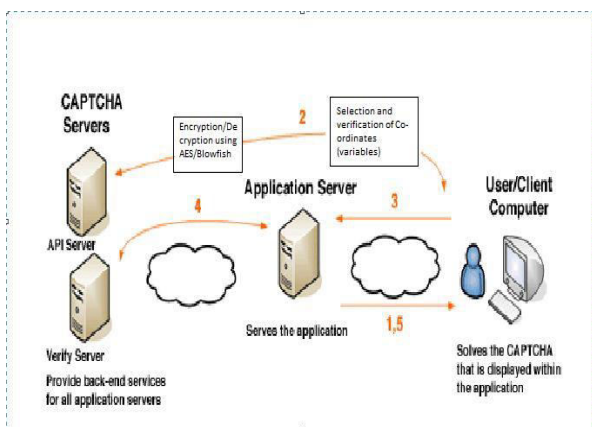 CAPTCHA
Servers
Encryption/De
cryption using
AES/Blowfish
2
Selection and
verification of Co-
ordinates
(variables)
Application Server
User/Client
Computer
4
3
API Server
Verify Server
Serves the application
1,5
Provide back-end services
for all application servers
Solves the CAPTCHA
that is displayed within
the application